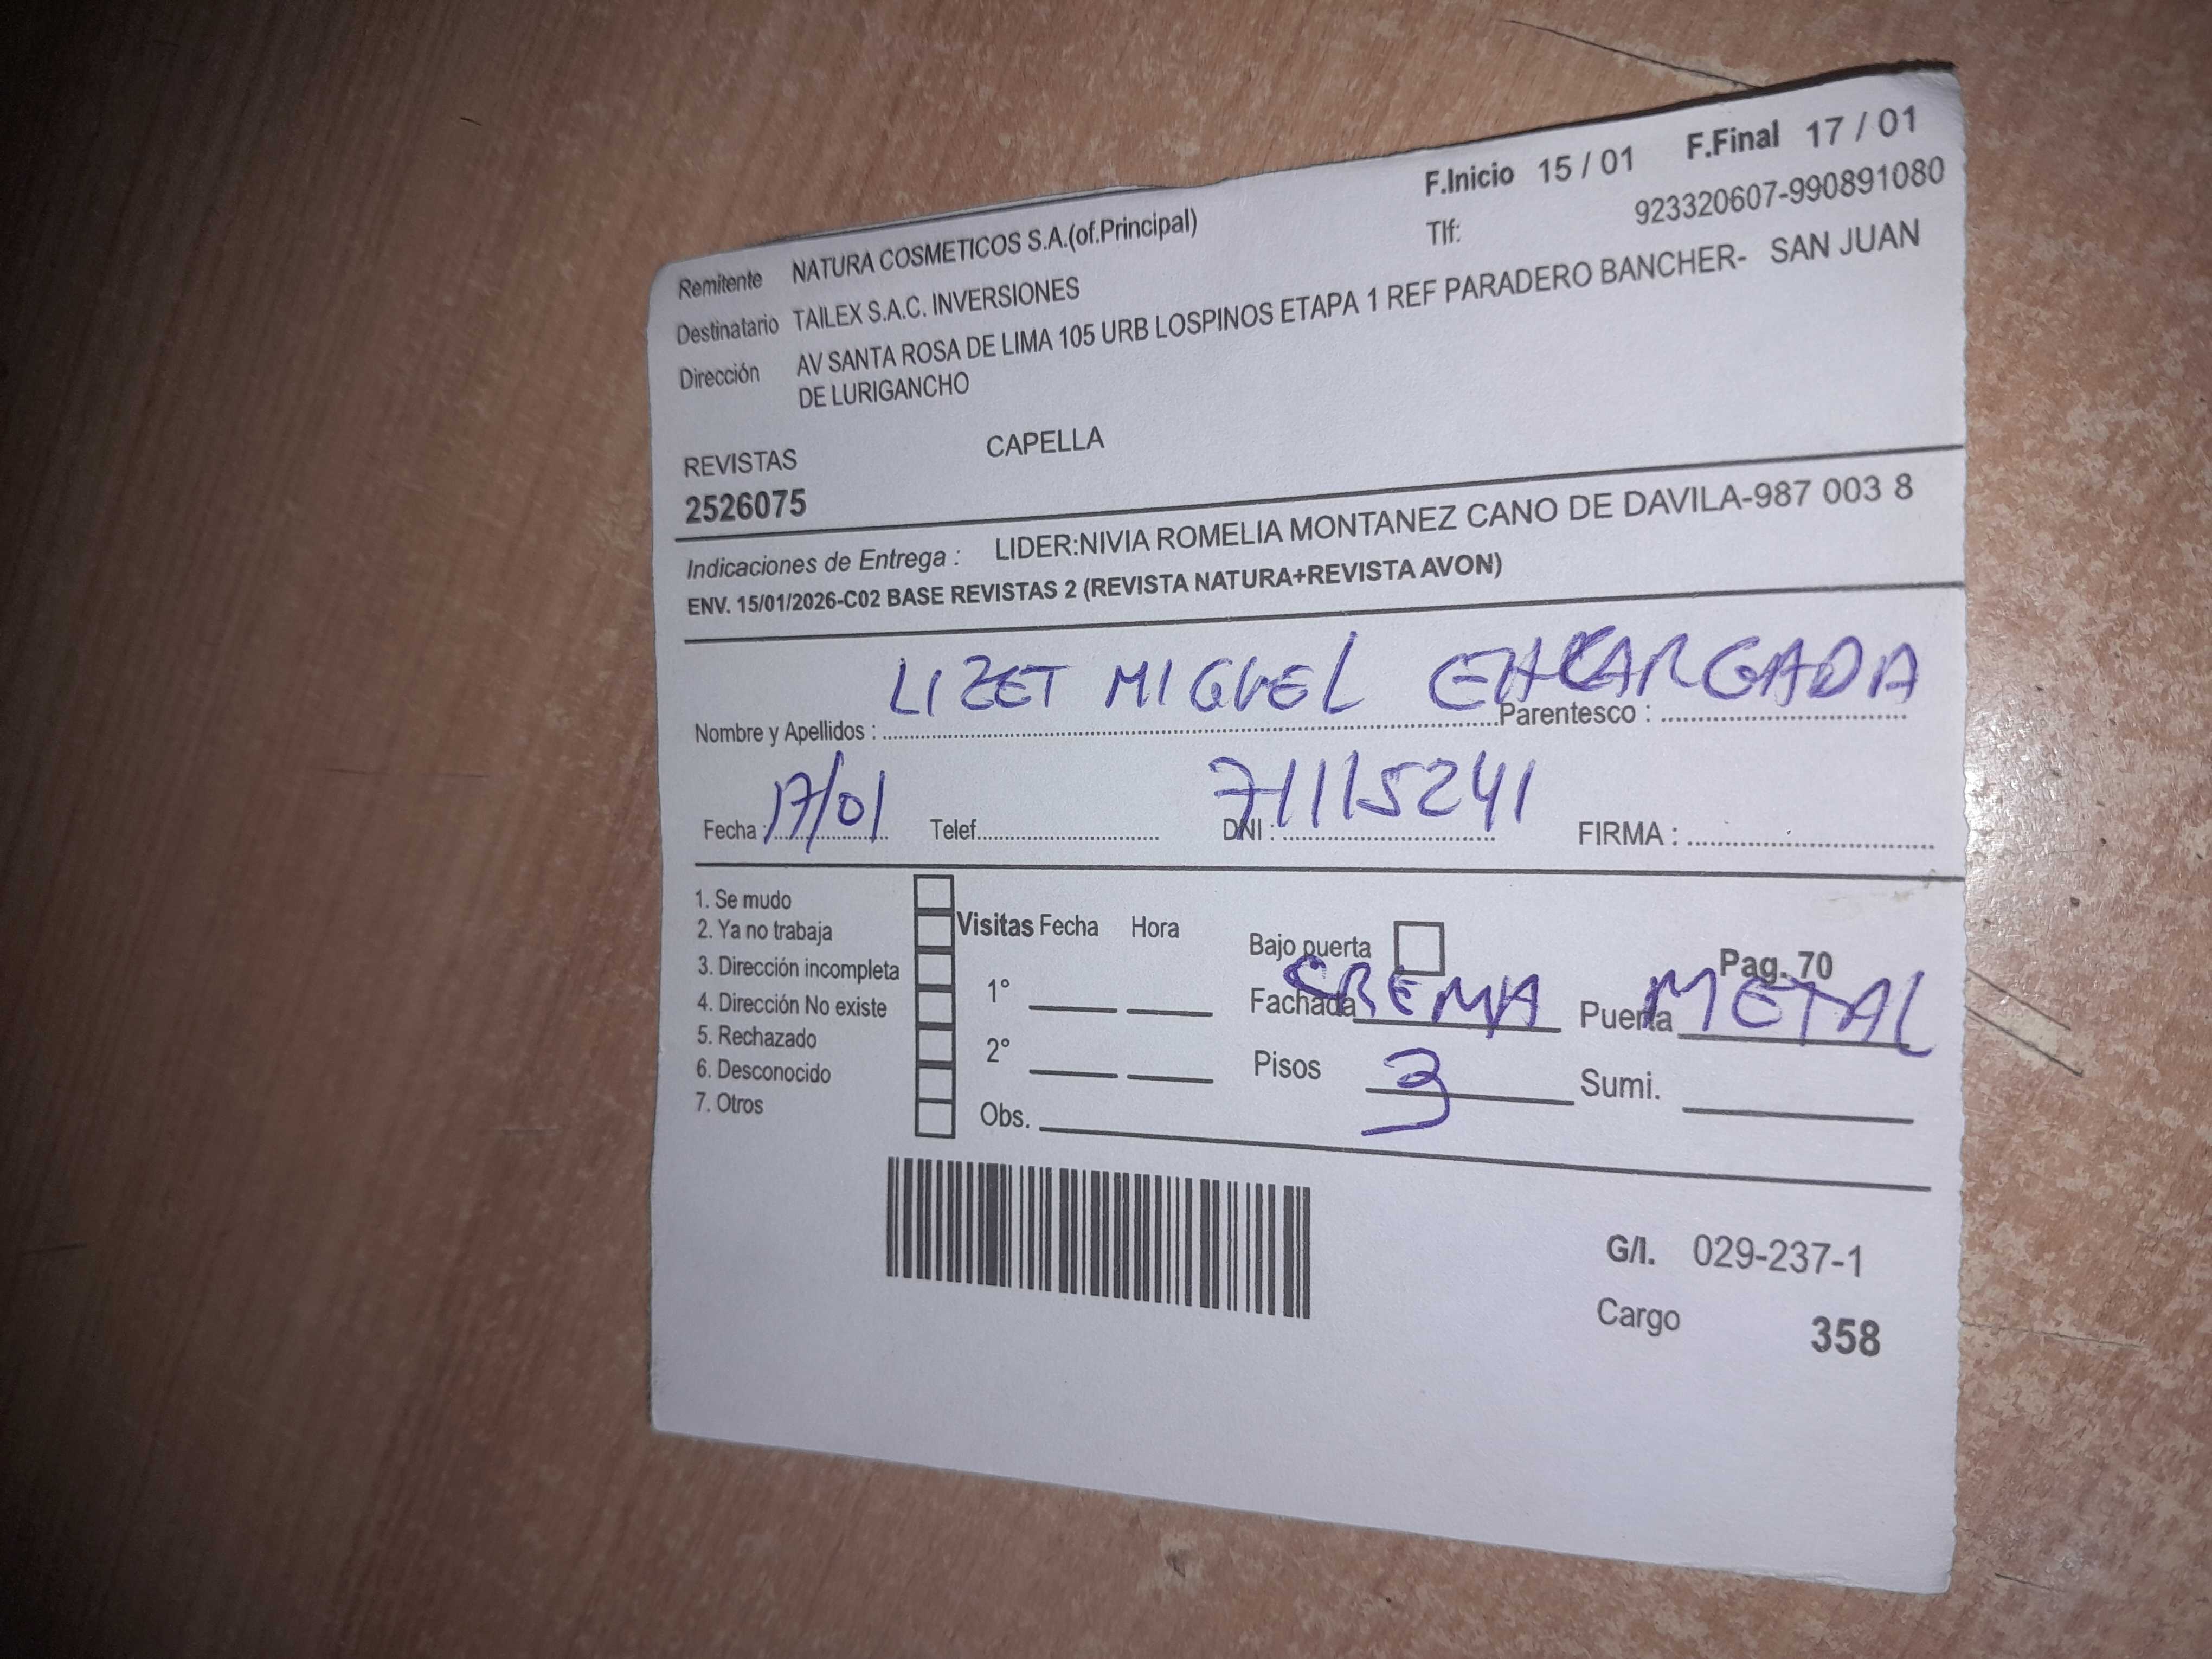 F.Inicio 15 / 01 F.Final 17 / 01
Remitente NATURA COSMETICOS S.A.(of.Principal) Tlf: 923320607-990891080
Destinatario TAILEX S.A.C. INVERSIONES
Dirección AV SANTA ROSA DE LIMA 105 URB LOSPINOS ETAPA 1 REF PARADERO BANCHER- SAN JUAN
DE LURIGANCHO
REVISTAS CAPELLA
2526075
Indicaciones de Entrega : LIDER:NIVIA ROMELIA MONTANEZ CANO DE DAVILA-987 003 8
ENV. 15/01/2026-C02 BASE REVISTAS 2 (REVISTA NATURA+REVISTA AVON)
Nombre y Apellidos : LIZET MIGUEL Parentesco : ENCARGADA
Fecha : 17/01 Telef. DNI : 71115241 FIRMA :
1. Se mudo
2. Ya no trabaja
3. Dirección incompleta
4. Dirección No existe
5. Rechazado
6. Desconocido
7. Otros
Visitas Fecha Hora
1°
2°
Obs.
Bajo puerta Pag. 70
Fachada CREMA Puerta METAL
Pisos 3 Sumi.
G/I. 029-237-1
Cargo 358